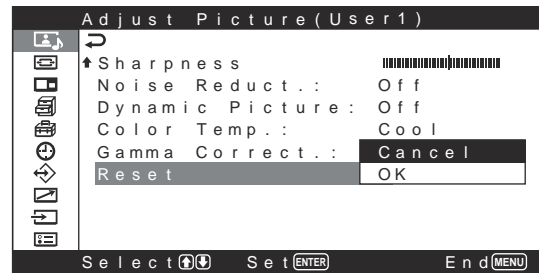 Adjust Picture(User1)
Sharpness
Noise Reduct.: Off
Dynamic Picture: Off
Color Temp.: Cool
Gamma Correct.: Cancel
Reset OK
Select Set ENTER End MENU